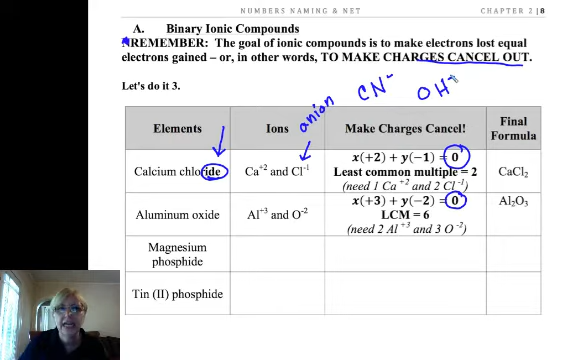 NUMBERS NAMING & NET
CHAPTER 2 | 8
A. Binary Ionic Compounds
REMEMBER: The goal of ionic compounds is to make electrons lost equal
electrons gained – or, in other words, TO MAKE CHARGES CANCEL OUT.
Let's do it 3.
anion
CN-
OH-
Elements Ions Make Charges Cancel! Final Formula
Calcium chloride Ca+2 and Cl-1 x(+2) + y(−1) = 0 CaCl2
Least common multiple = 2
(need 1 Ca+2 and 2 Cl-1)
Aluminum oxide Al+3 and O-2 x(+3) + y(−2) = 0 Al2O3
LCM = 6
(need 2 Al+3 and 3 O-2)
Magnesium
phosphide
Tin (II) phosphide